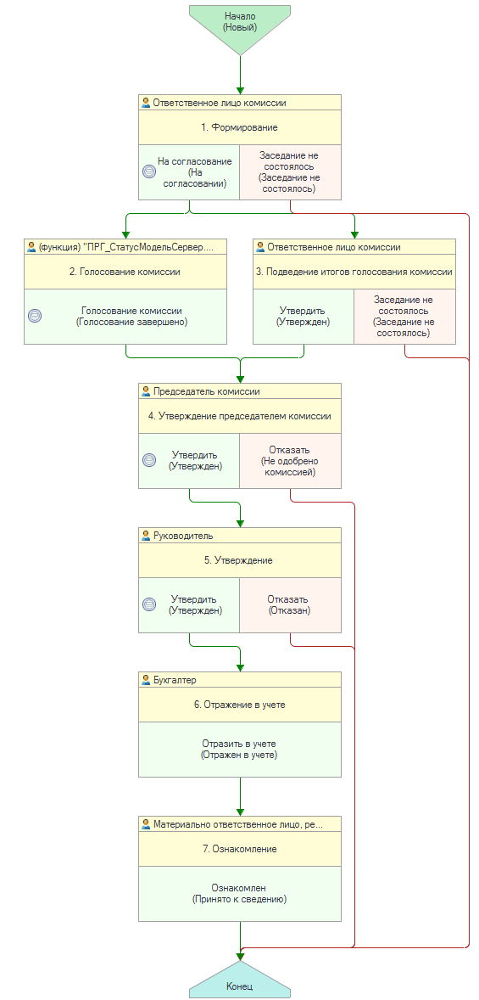 Начало
(Новый)
Ответственное лицо комиссии
1. Формирование
На согласование
(На
согласовании)
Заседание не
состоялось
(Заседание не
состоялось)
(функция) "ПРГ_СтатусМодельСервер....
2. Голосование комиссии
Голосование комиссии
(Голосование завершено)
Ответственное лицо комиссии
3. Подведение итогов голосования комиссии
Утвердить
(Утвержден)
Заседание не
состоялось
(Заседание не
состоялось)
Председатель комиссии
4. Утверждение председателем комиссии
Утвердить
(Утвержден)
Отказать
(Не одобрено
комиссией)
Руководитель
5. Утверждение
Утвердить
(Утвержден)
Отказать
(Отказан)
Бухгалтер
6. Отражение в учете
Отразить в учете
(Отражен в учете)
Материально ответственное лицо, ре...
7. Ознакомление
Ознакомлен
(Принято к сведению)
Конец